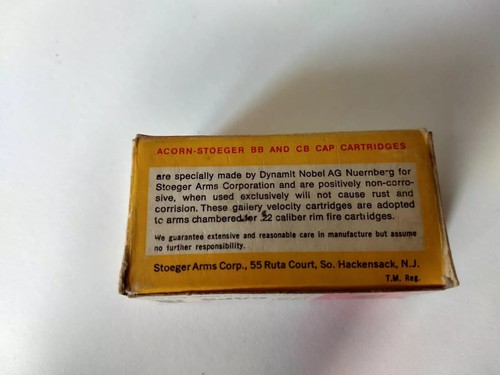 ACORN-STOEGER BB AND CB CAP CARTRIDGES
are specially made by Dynamit Nobel AG Nuernberg for
Stoeger Arms Corporation and are positively non-corro-
sive, when used exclusively will not cause rust and
corrision. These gallery velocity cartridges are adopted
to arms chambered for .22 caliber rim fire cartridges.
We guarantee extensive and reasonable care in manufacture but assume
no further responsibility.
Stoeger Arms Corp., 55 Ruta Court, So. Hackensack, N.J.
T.M. Reg.